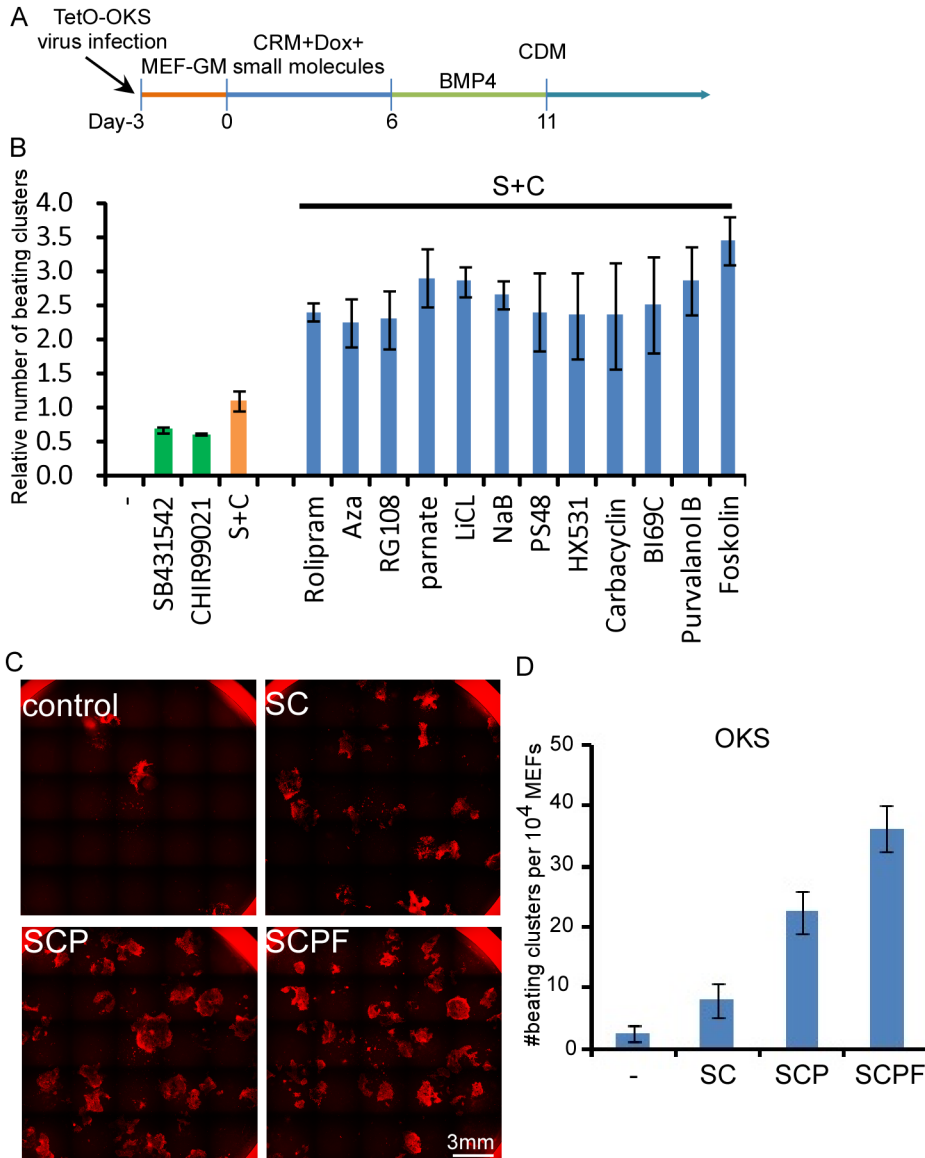 A
TetO-OKS
virus infection
MEF-GM
CRM+Dox+
small molecules
BMP4
CDM
Day-3
0
6
11
B
Relative number of beating clusters
4.0
3.5
3.0
2.5
2.0
1.5
1.0
0.5
0.0
S+C
-
SB431542
CHIR99021
S+C
Rolipram
Aza
RG108
parnate
LiCl
NaB
PS48
HX531
Carbacyclin
BI69C
Purvalanol B
Foskolin
C
control
SC
SCP
SCPF
3mm
D
OKS
#beating clusters per 10⁴ MEFs
50
40
30
20
10
0
-
SC
SCP
SCPF